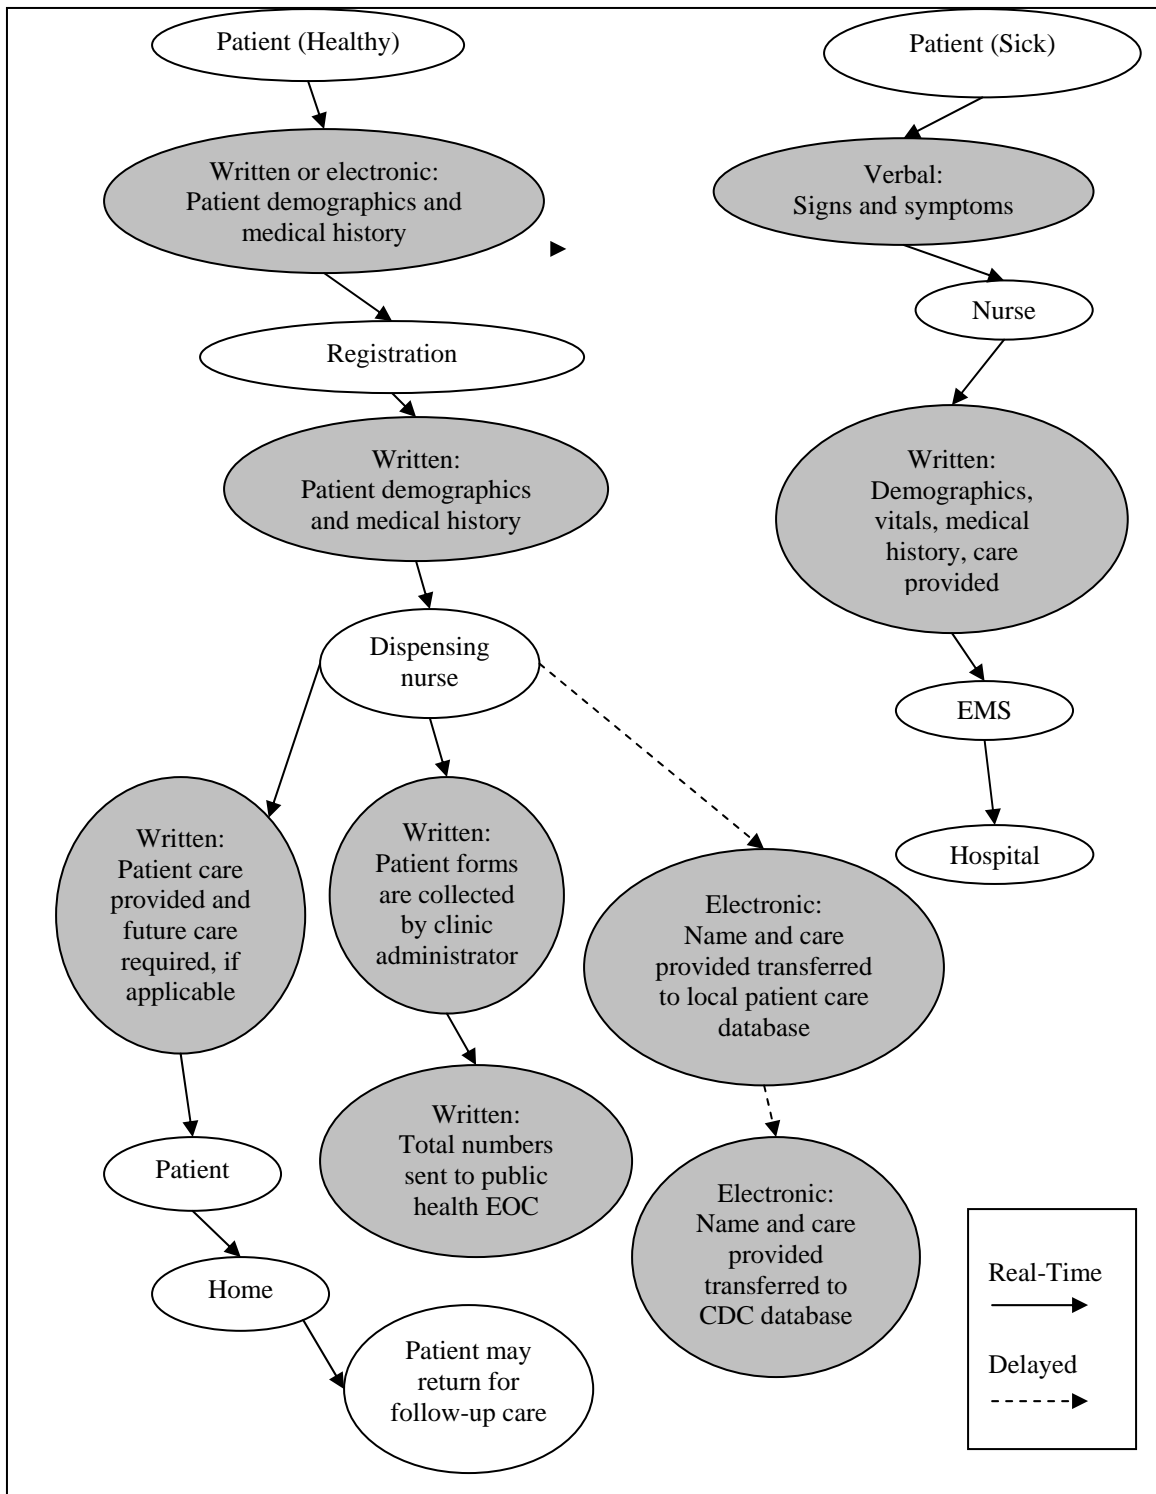 Patient (Healthy)
Patient (Sick)
Written or electronic:
Patient demographics and
medical history
Verbal:
Signs and symptoms
Nurse
Registration
Written:
Patient demographics
and medical history
Written:
Demographics,
vitals, medical
history, care
provided
Dispensing
nurse
EMS
Hospital
Written:
Patient care
provided and
future care
required, if
applicable
Written:
Patient forms
are collected
by clinic
administrator
Electronic:
Name and care
provided transferred
to local patient care
database
Written:
Total numbers
sent to public
health EOC
Patient
Electronic:
Name and care
provided
transferred to
CDC database
Home
Patient may
return for
follow-up care
Real-Time
Delayed